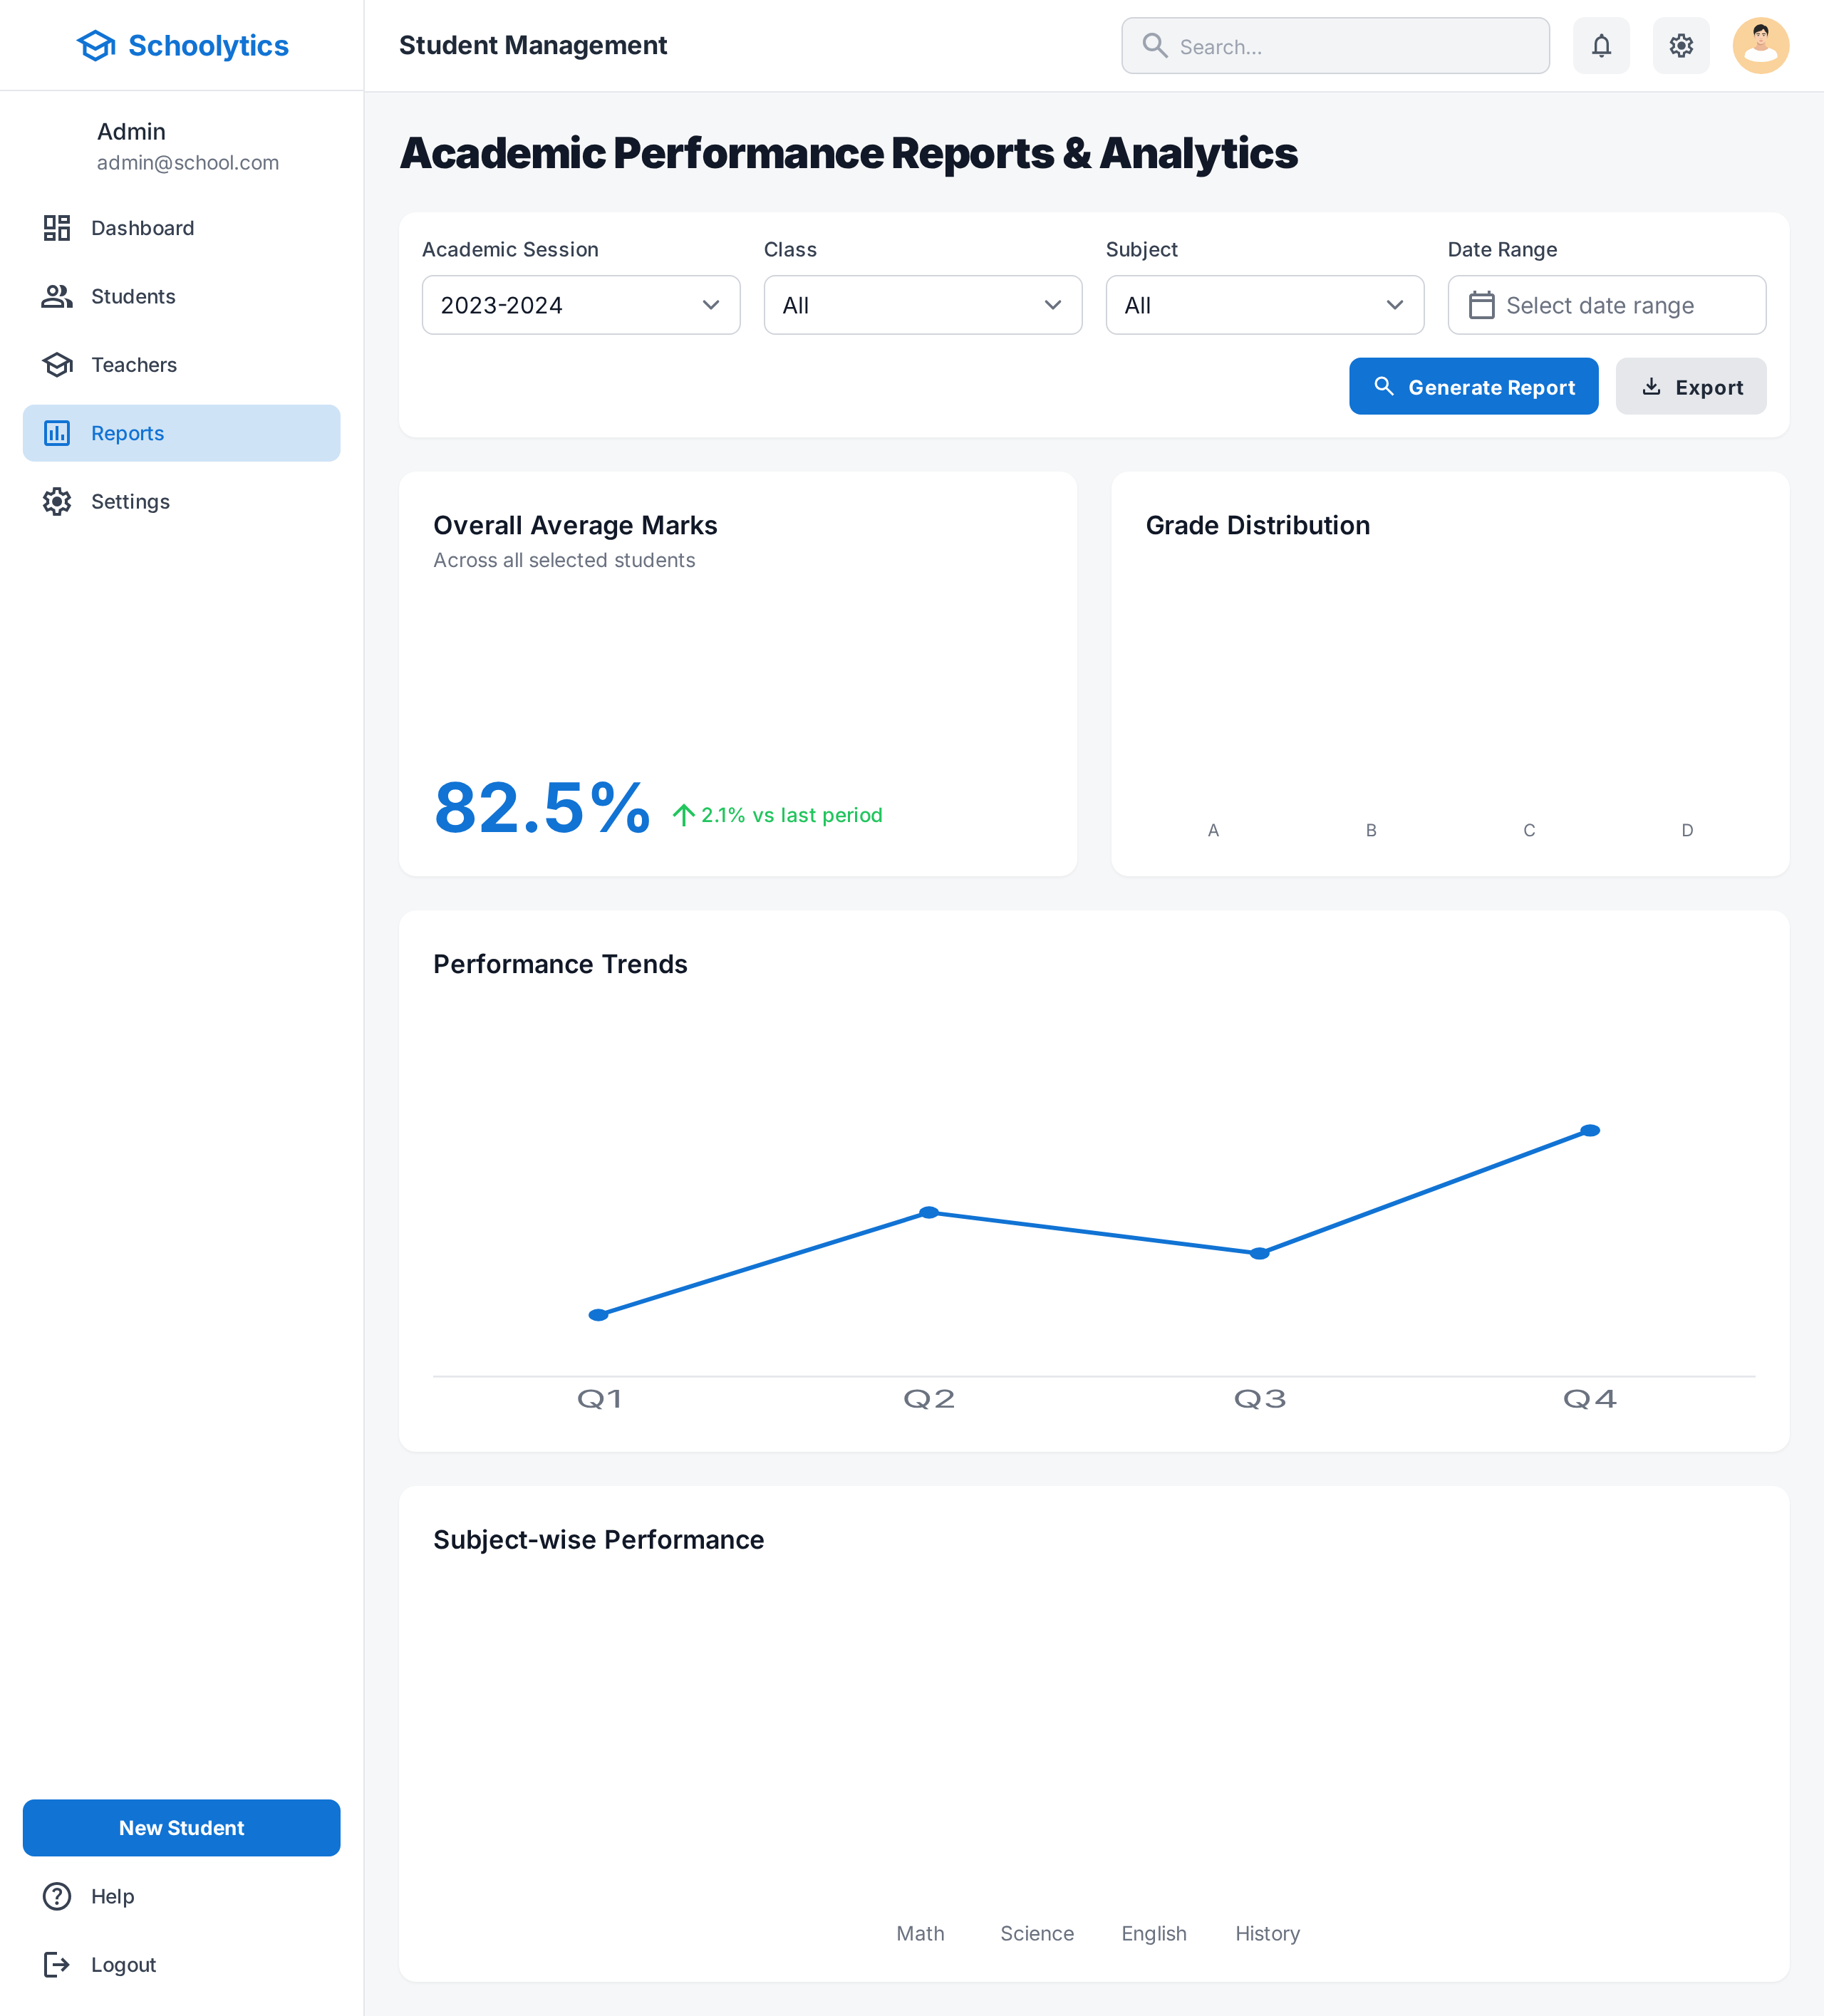 Schoolytics
Admin
admin@school.com
Dashboard
Students
Teachers
Reports
Settings
New Student
Help
Logout
Student Management
Search...
Academic Performance Reports & Analytics
Academic Session
2023-2024
Class
All
Subject
All
Date Range
Select date range
Generate Report
Export
Overall Average Marks
Across all selected students
82.5% 2.1% vs last period
Grade Distribution
A B C D
Performance Trends
Q1 Q2 Q3 Q4
Subject-wise Performance
Math Science English History